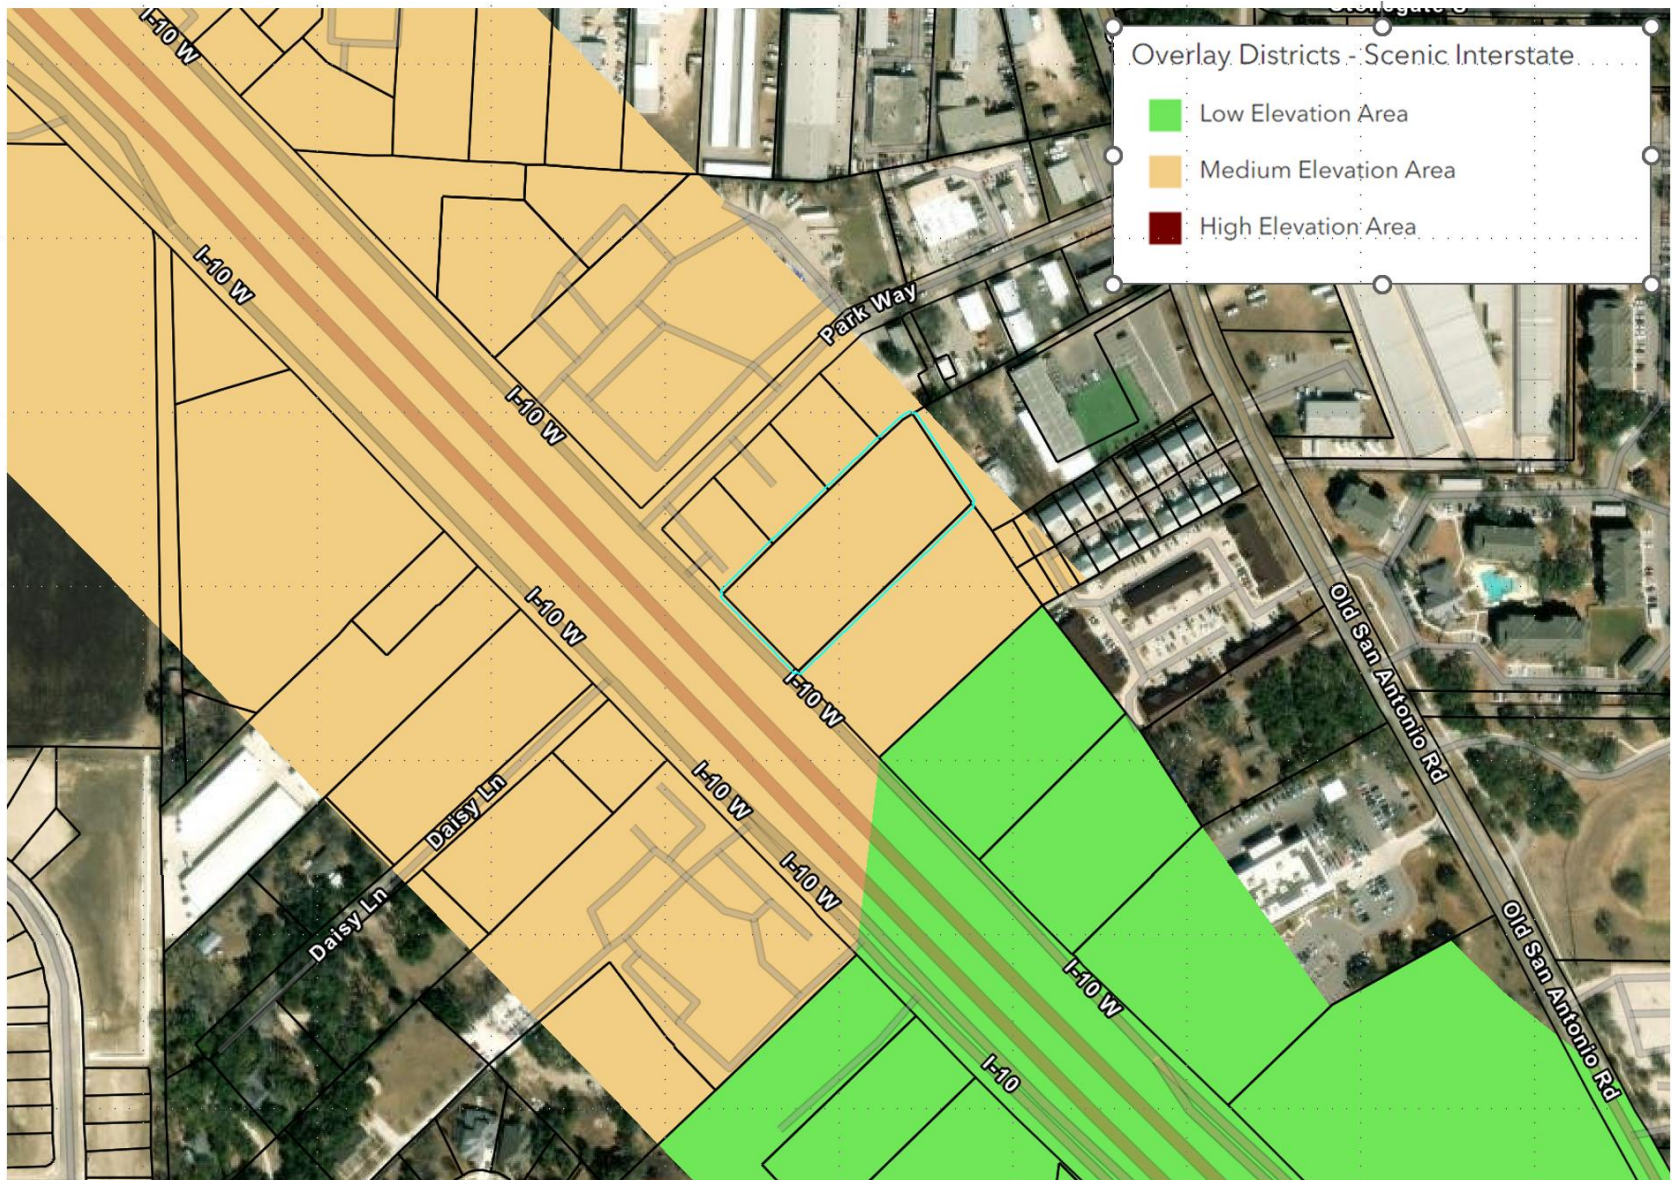 I-10 W
Overlay Districts - Scenic Interstate
Low Elevation Area
Medium Elevation Area
High Elevation Area
I-10 W
Park Way
I-10 W
I-10 W
Old San Antonio Rd
I-10 W
Daisy Ln
I-10 W
I-10 W
Daisy Ln
Old San Antonio Rd
I-10 W
I-10